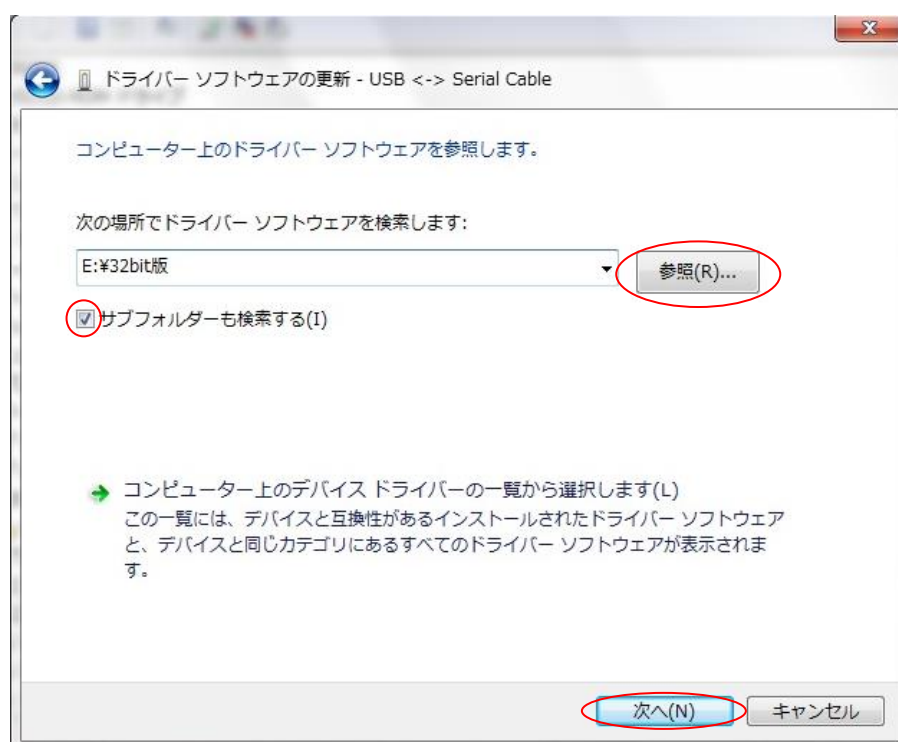 ドライバー ソフトウェアの更新 - USB <-> Serial Cable
コンピューター上のドライバー ソフトウェアを参照します。
次の場所でドライバー ソフトウェアを検索します:
E:¥32bit版
参照(R)...
サブフォルダーも検索する(I)
コンピューター上のデバイス ドライバーの一覧から選択します(L)
この一覧には、デバイスと互換性があるインストールされたドライバー ソフトウェア
と、デバイスと同じカテゴリにあるすべてのドライバー ソフトウェアが表示されま
す。
次へ(N)
キャンセル